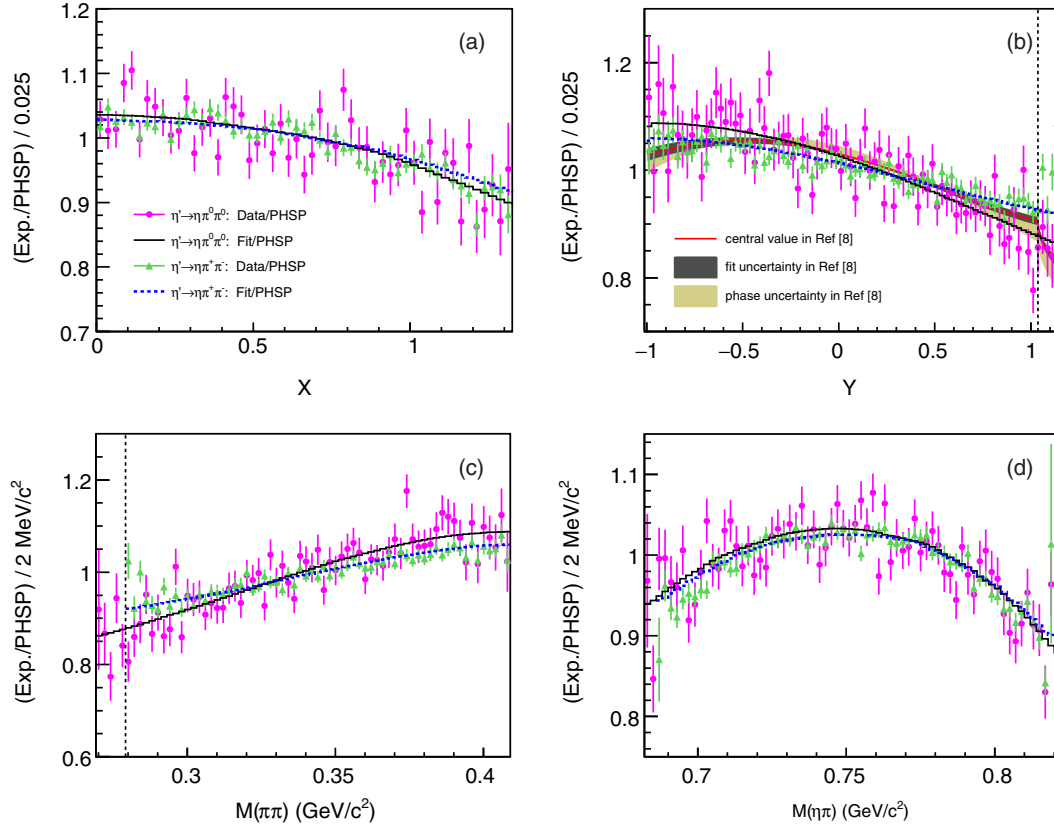 (Exp./PHSP) / 0.025
1.1
1
0.9
0.8
0.7
(a)
η'→ηπ⁰π⁰: Data/PHSP
η'→ηπ⁰π⁰: Fit/PHSP
η'→ηπ⁺π⁻: Data/PHSP
η'→ηπ⁺π⁻: Fit/PHSP
0 0.5 1
X
(Exp./PHSP) / 0.025
1.2
1
0.8
(b)
central value in Ref [8]
fit uncertainty in Ref [8]
phase uncertainty in Ref [8]
−1 −0.5 0 0.5 1
Y
(Exp./PHSP) / 2 MeV/c²
1.2
1
0.8
0.6
(c)
0.3 0.35 0.4
M(ππ) (GeV/c²)
(Exp./PHSP) / 2 MeV/c²
1.1
1
0.9
0.8
(d)
0.7 0.75 0.8
M(ηπ) (GeV/c²)